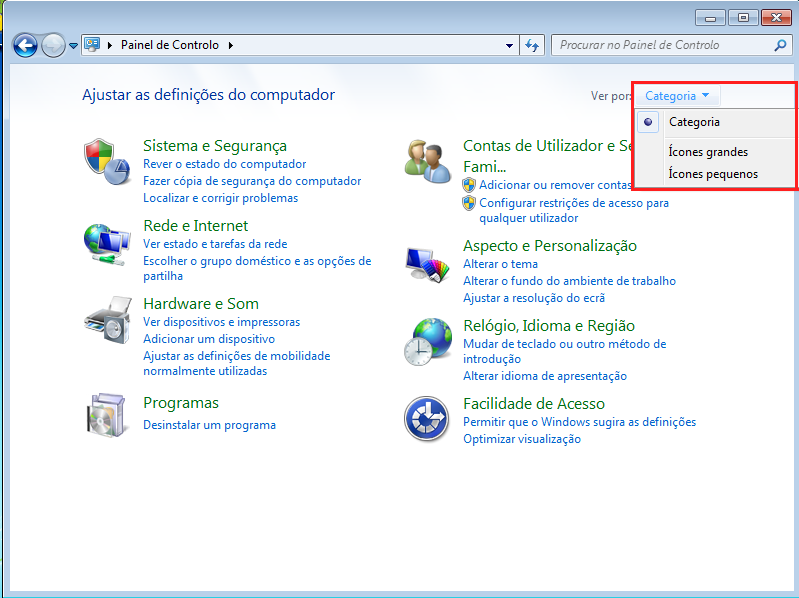 Painel de Controlo
Procurar no Painel de Controlo
Ajustar as definições do computador
Ver por:
Categoria
Categoria
Ícones grandes
Ícones pequenos
Sistema e Segurança
Rever o estado do computador
Fazer cópia de segurança do computador
Localizar e corrigir problemas
Rede e Internet
Ver estado e tarefas da rede
Escolher o grupo doméstico e as opções de
partilha
Hardware e Som
Ver dispositivos e impressoras
Adicionar um dispositivo
Ajustar as definições de mobilidade
normalmente utilizadas
Programas
Desinstalar um programa
Contas de Utilizador e Se
Fami...
Adicionar ou remover contas
Configurar restrições de acesso para
qualquer utilizador
Aspecto e Personalização
Alterar o tema
Alterar o fundo do ambiente de trabalho
Ajustar a resolução do ecrã
Relógio, Idioma e Região
Mudar de teclado ou outro método de
introdução
Alterar idioma de apresentação
Facilidade de Acesso
Permitir que o Windows sugira as definições
Optimizar visualização